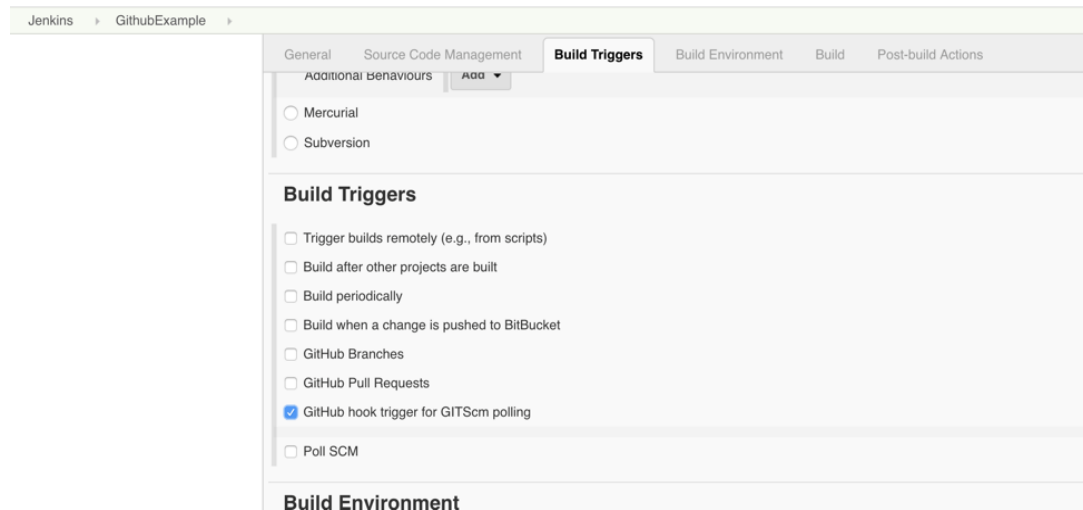 Jenkins GithubExample
General Source Code Management Build Triggers Build Environment Build Post-build Actions
Additional Behaviours Add
Mercurial
Subversion
Build Triggers
Trigger builds remotely (e.g., from scripts)
Build after other projects are built
Build periodically
Build when a change is pushed to BitBucket
GitHub Branches
GitHub Pull Requests
GitHub hook trigger for GITScm polling
Poll SCM
Build Environment